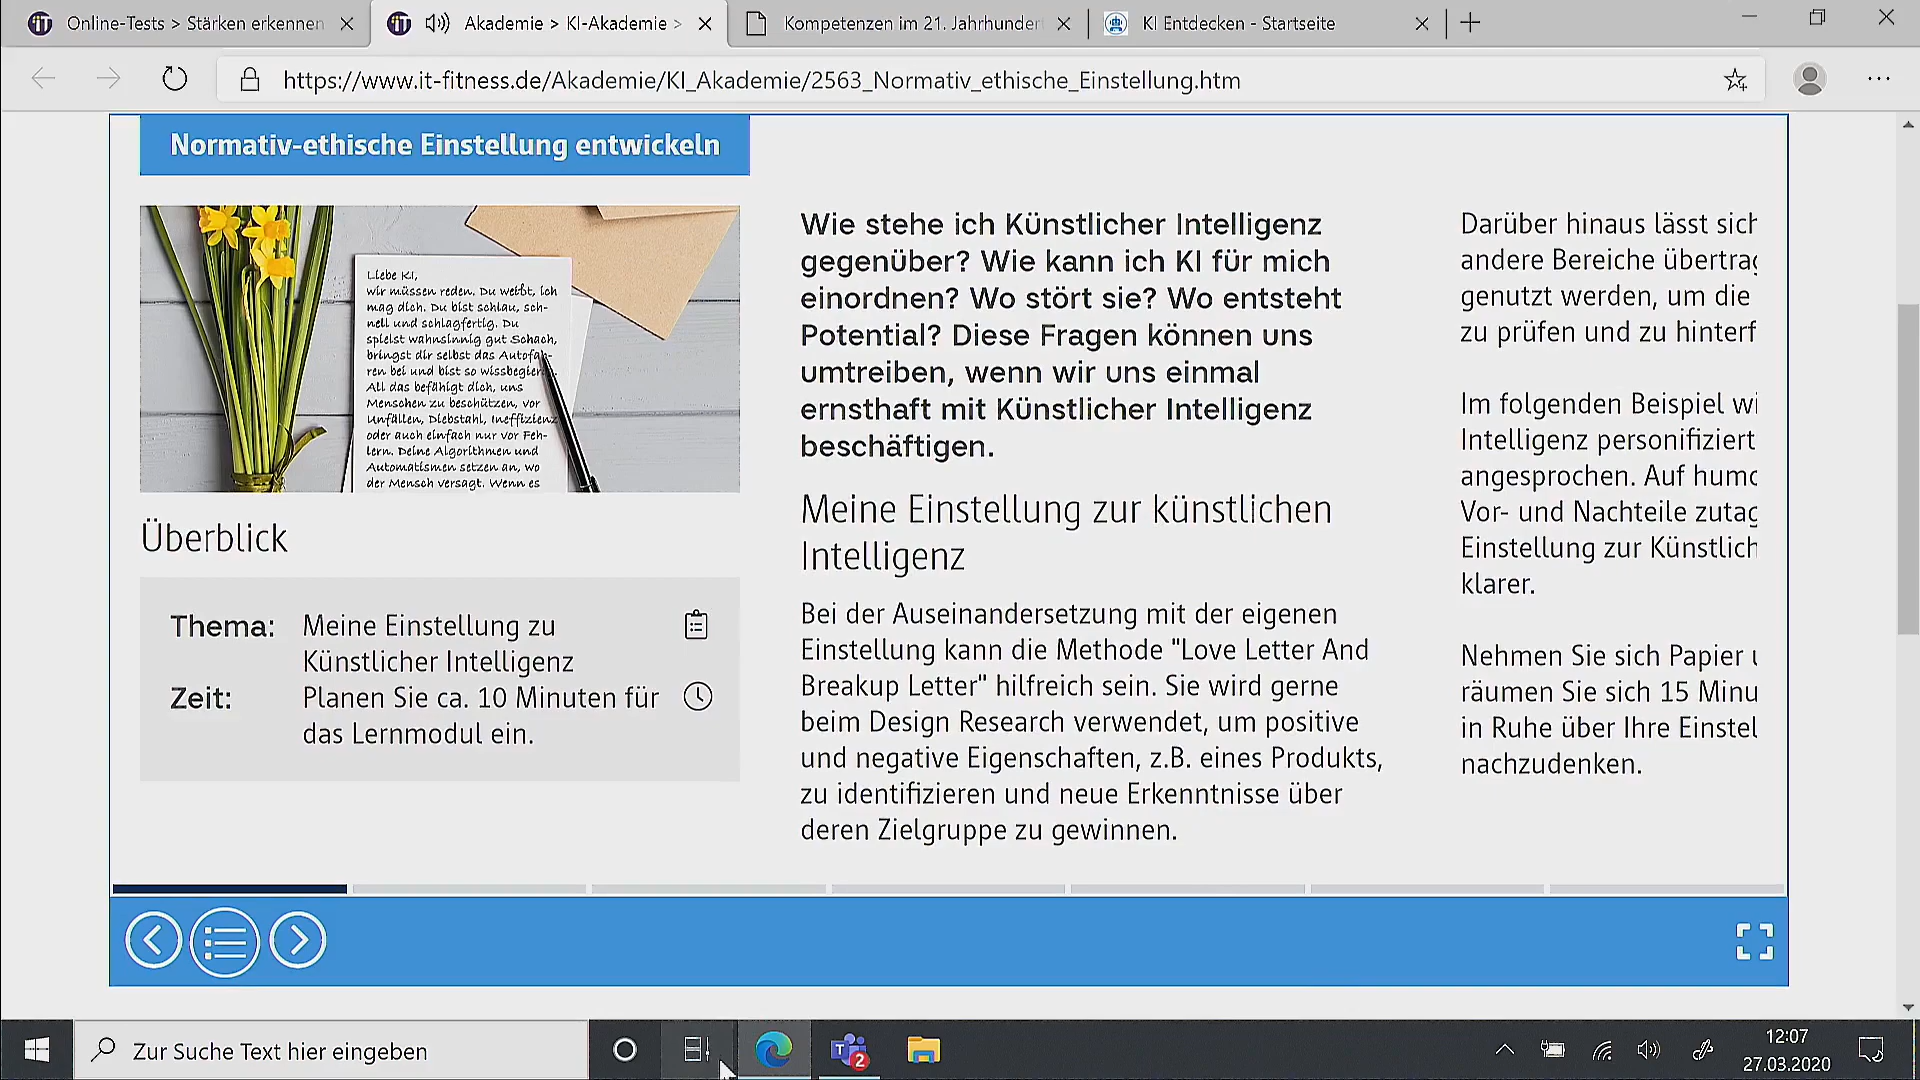 Online-Tests > Stärken erkennen
Akademie > KI-Akademie >
Kompetenzen im 21. Jahrhunder
KI Entdecken - Startseite
https://www.it-fitness.de/Akademie/KI_Akademie/2563_Normativ_ethische_Einstellung.htm
Normativ-ethische Einstellung entwickeln
Liebe KI,
wir müssen reden. Du weißt, ich
mag dich. Du bist schlau, sch-
nell und schlagfertig. Du
spielst wahnsinnig gut Schach,
bringst dir selbst das Autofah-
ren bei und bist so
All das befähigt dich, uns
Menschen zu beschützen, vor
Unfällen, Diebstahl, Ineffizienz
oder auch einfach nur vor Feh-
lern. Deine Algorithmen und
Automatismen setzen an, wo
der Mensch versagt. Wenn es
Überblick
Thema: Meine Einstellung zu
Künstlicher Intelligenz
Zeit: Planen Sie ca. 10 Minuten für
das Lernmodul ein.
Wie stehe ich Künstlicher Intelligenz
gegenüber? Wie kann ich KI für mich
einordnen? Wo stört sie? Wo entsteht
Potential? Diese Fragen können uns
umtreiben, wenn wir uns einmal
ernsthaft mit Künstlicher Intelligenz
beschäftigen.
Meine Einstellung zur künstlichen
Intelligenz
Bei der Auseinandersetzung mit der eigenen
Einstellung kann die Methode "Love Letter And
Breakup Letter" hilfreich sein. Sie wird gerne
beim Design Research verwendet, um positive
und negative Eigenschaften, z.B. eines Produkts,
zu identifizieren und neue Erkenntnisse über
deren Zielgruppe zu gewinnen.
Darüber hinaus lässt sich
andere Bereiche übertrag
genutzt werden, um die
zu prüfen und zu hinterf
Im folgenden Beispiel wi
Intelligenz personifiziert
angesprochen. Auf humo
Vor- und Nachteile zutag
Einstellung zur Künstlich
klarer.
Nehmen Sie sich Papier u
räumen Sie sich 15 Minu
in Ruhe über Ihre Einstel
nachzudenken.
Zur Suche Text hier eingeben
2
12:07
27.03.2020